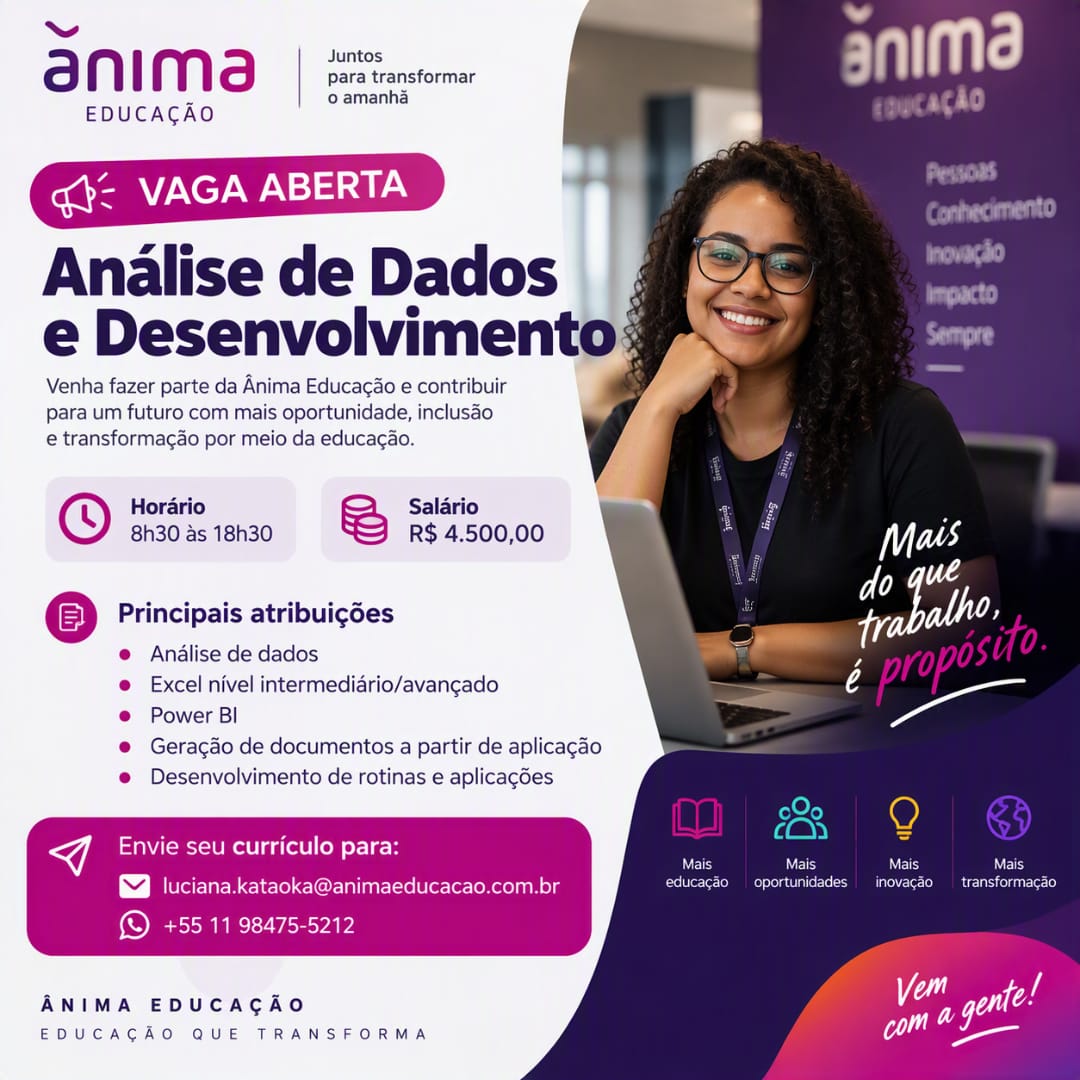 ânima
EDUCAÇÃO
Juntos
para transformar
o amanhã
VAGA ABERTA
Análise de Dados
e Desenvolvimento
Venha fazer parte da Ânima Educação e contribuir
para um futuro com mais oportunidade, inclusão
e transformação por meio da educação.
Horário
8h30 às 18h30
Salário
R$ 4.500,00
Principais atribuições
• Análise de dados
• Excel nível intermediário/avançado
• Power BI
• Geração de documentos a partir de aplicação
• Desenvolvimento de rotinas e aplicações
Envie seu currículo para:
luciana.kataoka@animaeducacao.com.br
+55 11 98475-5212
ÂNIMA EDUCAÇÃO
EDUCAÇÃO QUE TRANSFORMA
ânima
EDUCAÇÃO
Pessoas
Conhecimento
Inovação
Impacto
Sempre
Mais
do que
trabalho,
é propósito.
Mais
educação
Mais
oportunidades
Mais
inovação
Mais
transformação
Vem
com a gente!